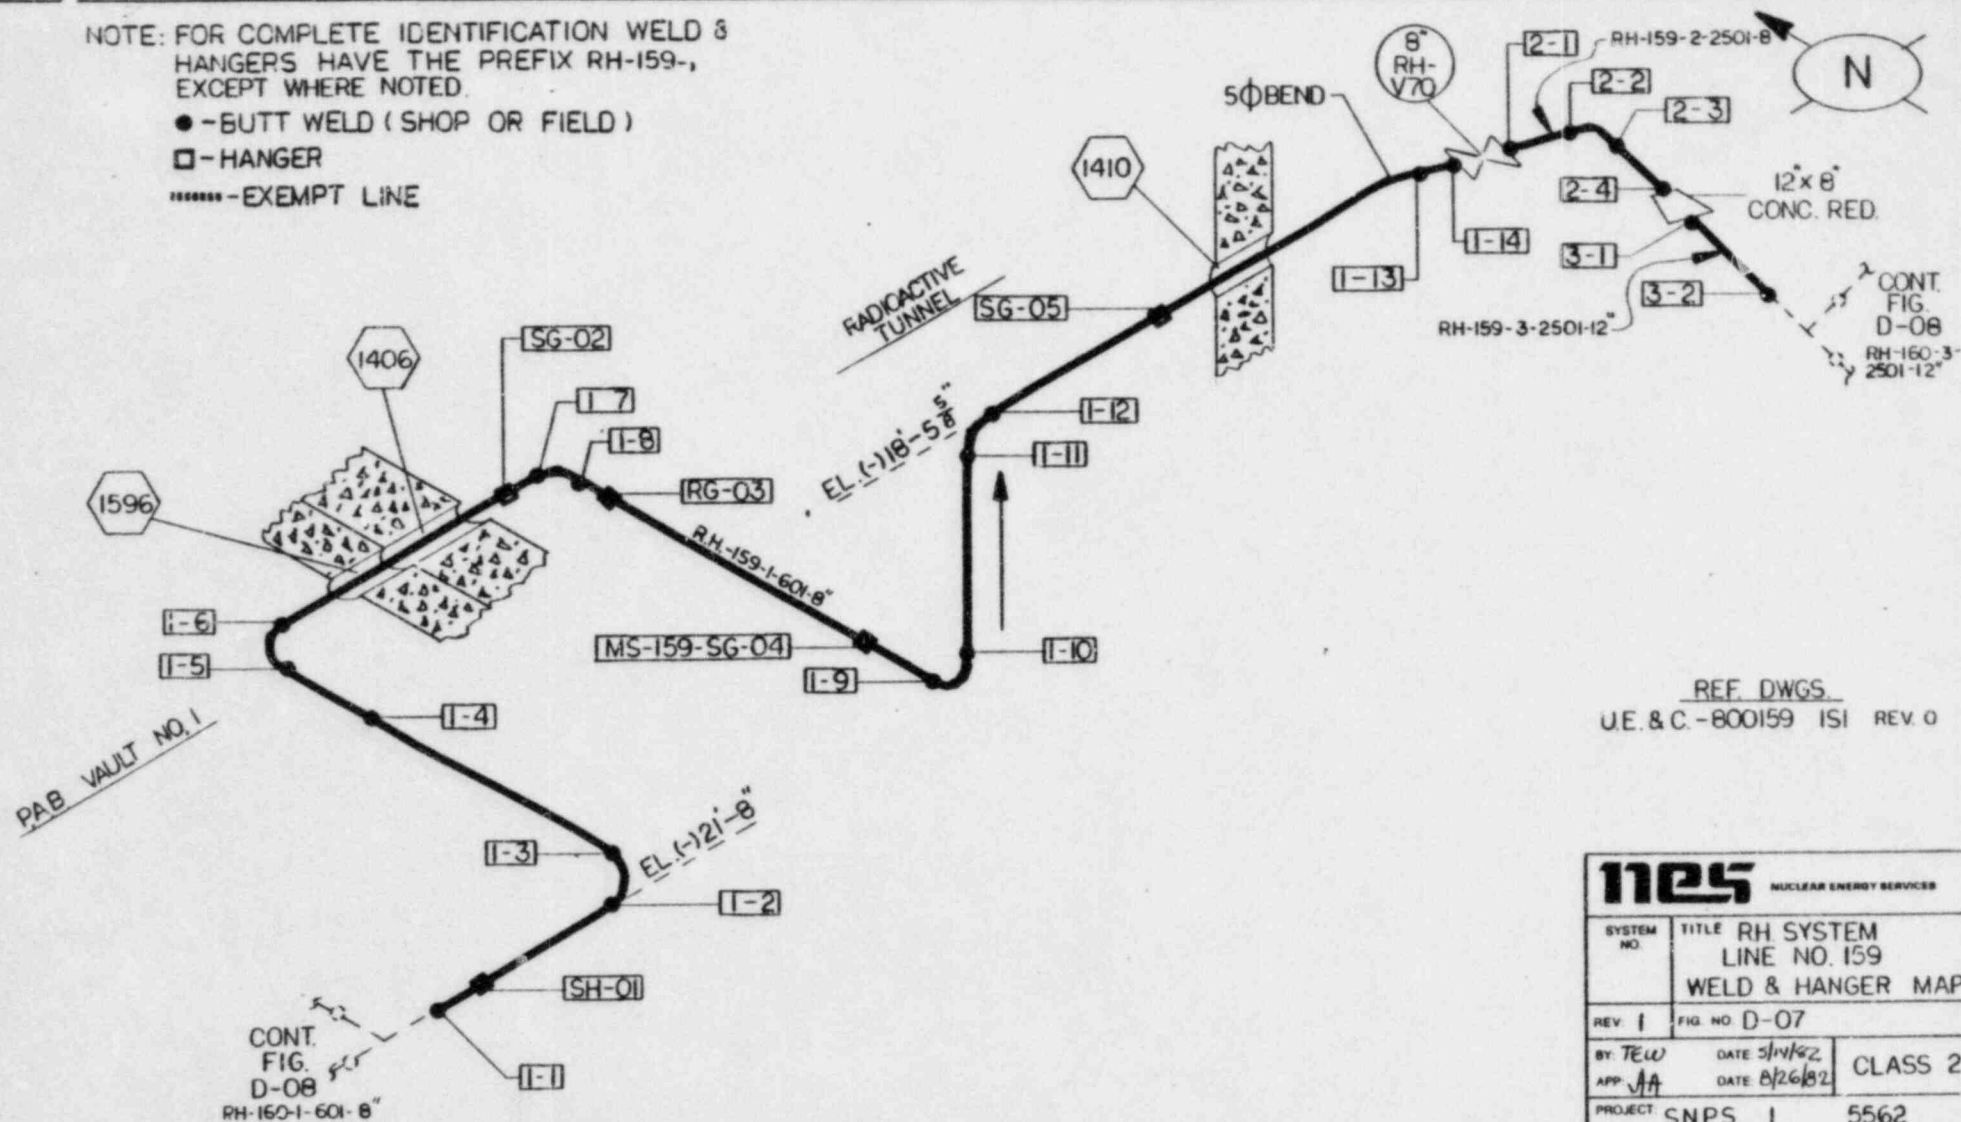 NOTE: FOR COMPLETE IDENTIFICATION WELD &
HANGERS HAVE THE PREFIX RH-159-,
EXCEPT WHERE NOTED.
● -BUTT WELD (SHOP OR FIELD)
□-HANGER
-EXEMPT LINE
8"
RH-
V70
2-1
RH-159-2-2501-8
N
2-2
2-3
5ϕBEND
1410
2-4
12"x 8"
CONC. RED.
1-14
3-1
1-13
3-2
CONT.
FIG.
D-08
RH-160-3-
2501-12"
RH-159-3-2501-12"
RADIOACTIVE
TUNNEL
SG-05
SG-02
1406
1-7
1-8
RG-03
1596
EL.(-)18'-5 5/8"
1-12
1-11
R.H.-159-1-601-8"
1-6
1-5
MS-159-SG-04
1-10
1-9
1-4
PAB VAULT NO. 1
1-3
EL.(-)21'-8"
1-2
SH-01
1-1
CONT.
FIG.
D-08
RH-160-1-601-8"
REF. DWGS.
U.E. & C. -800159 ISI REV. 0
nes NUCLEAR ENERGY SERVICES
SYSTEM
NO.
TITLE RH SYSTEM
LINE NO. 159
WELD & HANGER MAP
REV. 1 FIG. NO. D-07
BY: TEW DATE 5/14/82
APP. JAA DATE 8/26/82
CLASS 2
PROJECT: SNPS 1 5562